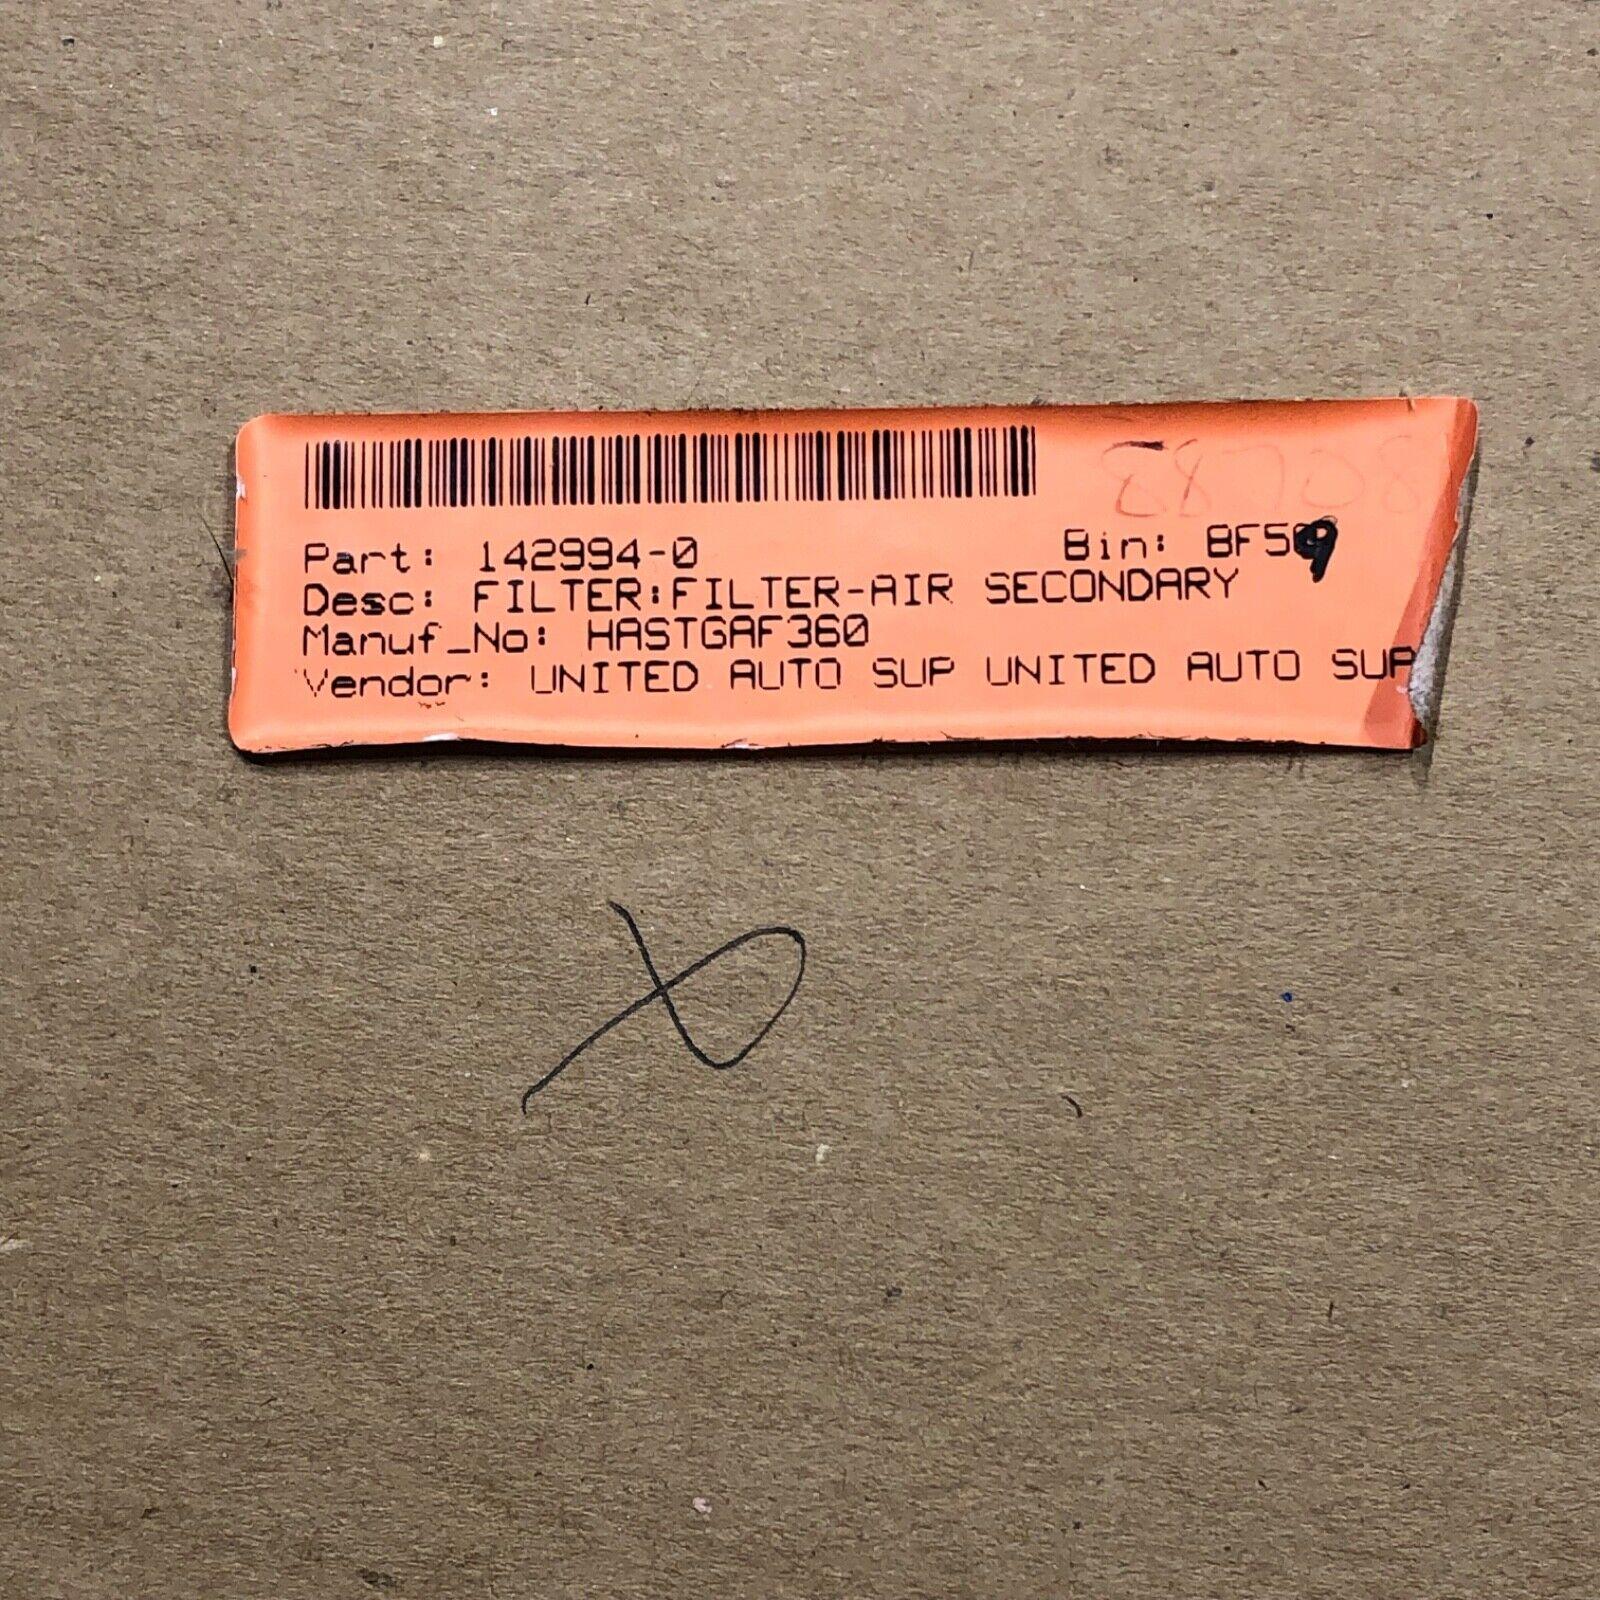 88708
Part: 142994-0 Bin: BF59
Desc: FILTER:FILTER-AIR SECONDARY
Manuf_No: HASTGAF360
Vendor: UNITED AUTO SUP UNITED AUTO SUP